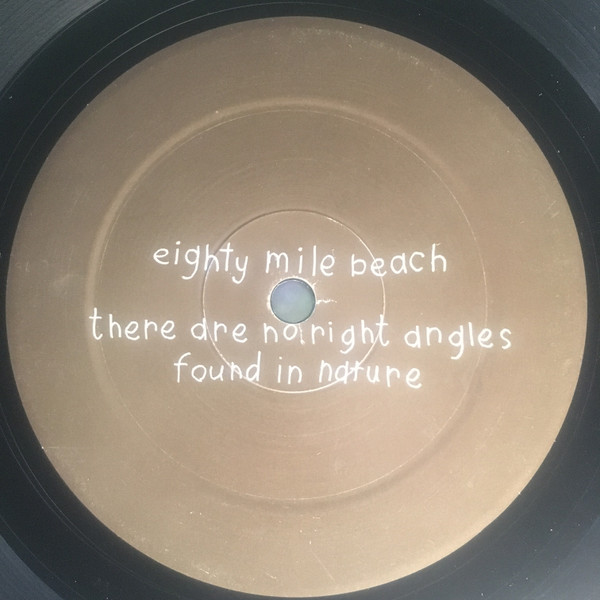 eighty mile beach
there are no right angles
found in nature